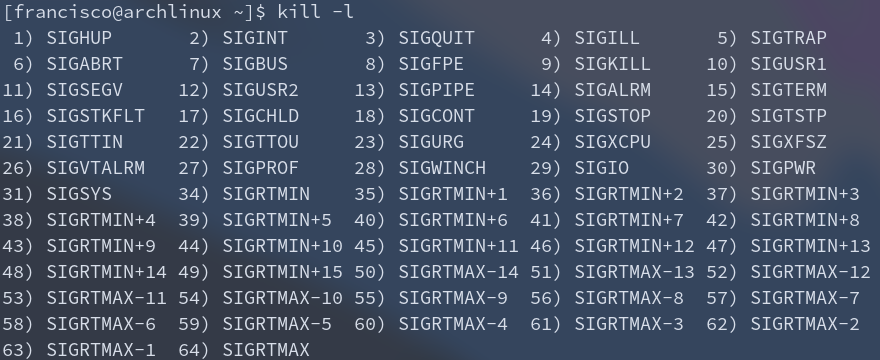 [francisco@archlinux ~]$ kill -l
 1) SIGHUP       2) SIGINT       3) SIGQUIT      4) SIGILL       5) SIGTRAP
 6) SIGABRT      7) SIGBUS       8) SIGFPE       9) SIGKILL     10) SIGUSR1
11) SIGSEGV     12) SIGUSR2     13) SIGPIPE     14) SIGALRM     15) SIGTERM
16) SIGSTKFLT   17) SIGCHLD     18) SIGCONT     19) SIGSTOP     20) SIGTSTP
21) SIGTTIN     22) SIGTTOU     23) SIGURG      24) SIGXCPU     25) SIGXFSZ
26) SIGVTALRM   27) SIGPROF     28) SIGWINCH    29) SIGIO       30) SIGPWR
31) SIGSYS      34) SIGRTMIN    35) SIGRTMIN+1  36) SIGRTMIN+2  37) SIGRTMIN+3
38) SIGRTMIN+4  39) SIGRTMIN+5  40) SIGRTMIN+6  41) SIGRTMIN+7  42) SIGRTMIN+8
43) SIGRTMIN+9  44) SIGRTMIN+10 45) SIGRTMIN+11 46) SIGRTMIN+12 47) SIGRTMIN+13
48) SIGRTMIN+14 49) SIGRTMIN+15 50) SIGRTMAX-14 51) SIGRTMAX-13 52) SIGRTMAX-12
53) SIGRTMAX-11 54) SIGRTMAX-10 55) SIGRTMAX-9  56) SIGRTMAX-8  57) SIGRTMAX-7
58) SIGRTMAX-6  59) SIGRTMAX-5  60) SIGRTMAX-4  61) SIGRTMAX-3  62) SIGRTMAX-2
63) SIGRTMAX-1  64) SIGRTMAX